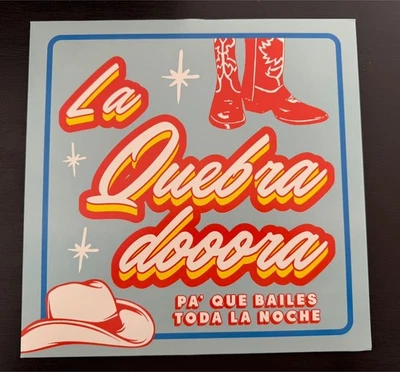 La
Quebra
dooora
PA' QUE BAILES
TODA LA NOCHE